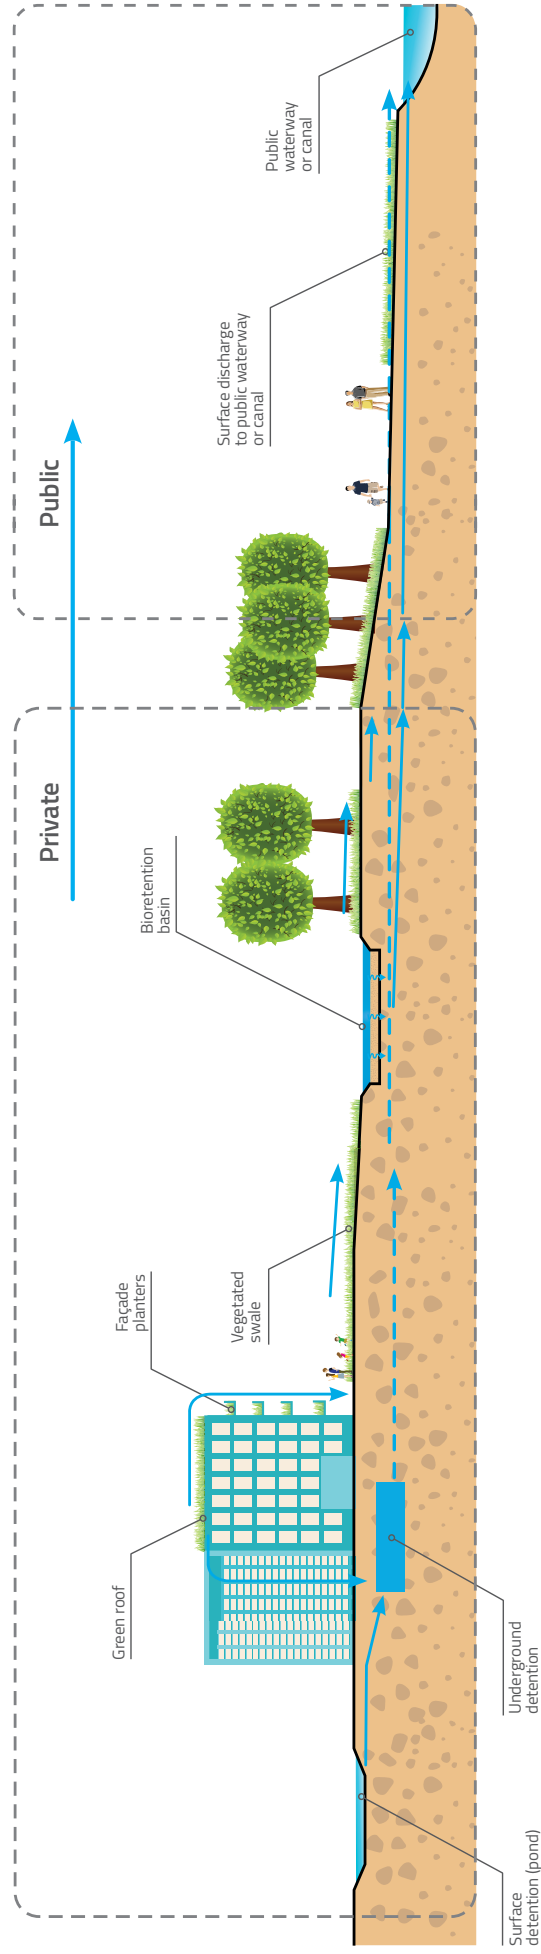 Private
Public
Green roof
Façade
planters
Vegetated
swale
Bioretention
basin
Surface discharge
to public waterway
or canal
Public
waterway
or canal
Surface
detention (pond)
Underground
detention